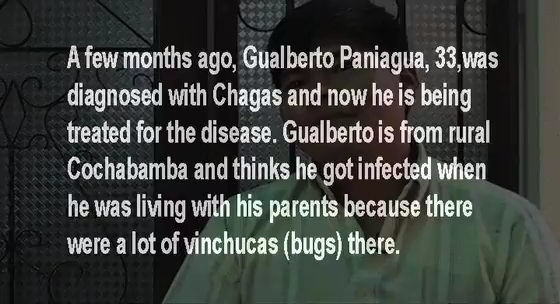 A few months ago, Gualberto Paniagua, 33,was
diagnosed with Chagas and now he is being
treated for the disease. Gualberto is from rural
Cochabamba and thinks he got infected when
he was living with his parents because there
were a lot of vinchucas (bugs) there.